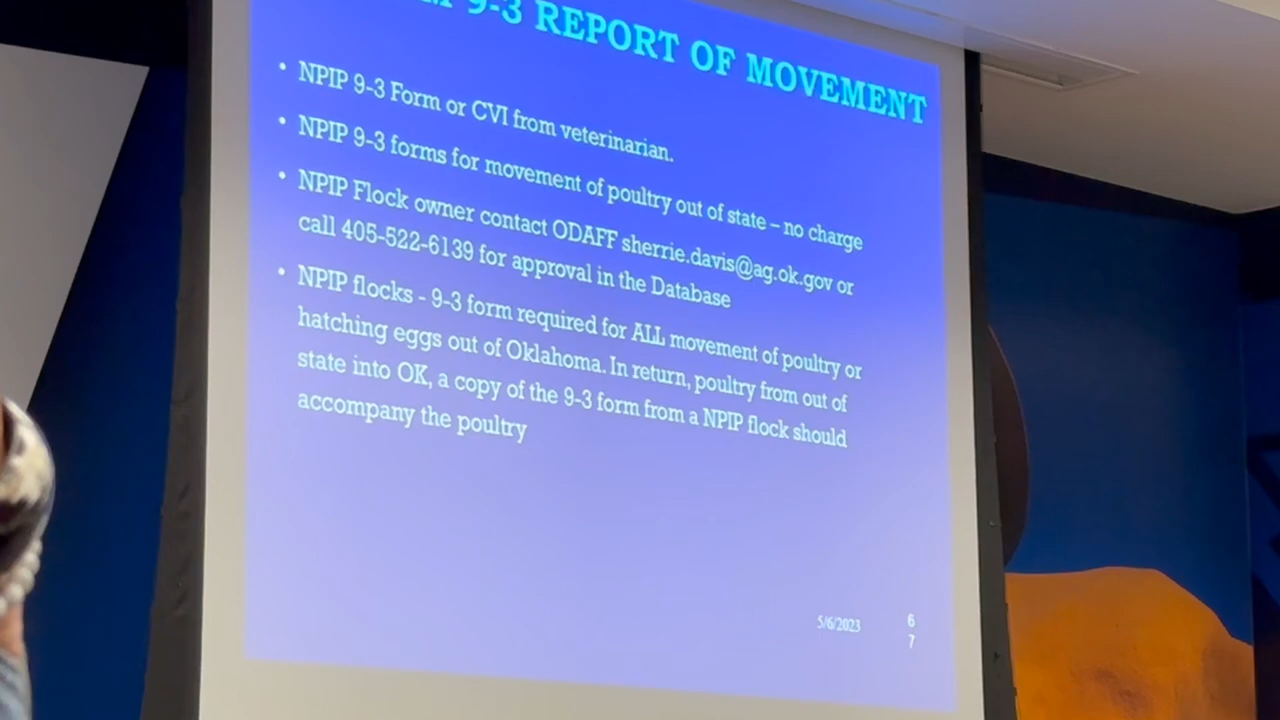 9-3 REPORT OF MOVEMENT
• NPIP 9-3 Form or CVI from veterinarian.
• NPIP 9-3 forms for movement of poultry out of state – no charge
• NPIP Flock owner contact ODAFF sherrie.davis@ag.ok.gov or
call 405-522-6139 for approval in the Database
• NPIP flocks - 9-3 form required for ALL movement of poultry or
hatching eggs out of Oklahoma. In return, poultry from out of
state into OK, a copy of the 9-3 form from a NPIP flock should
accompany the poultry
5/6/2023
6
7